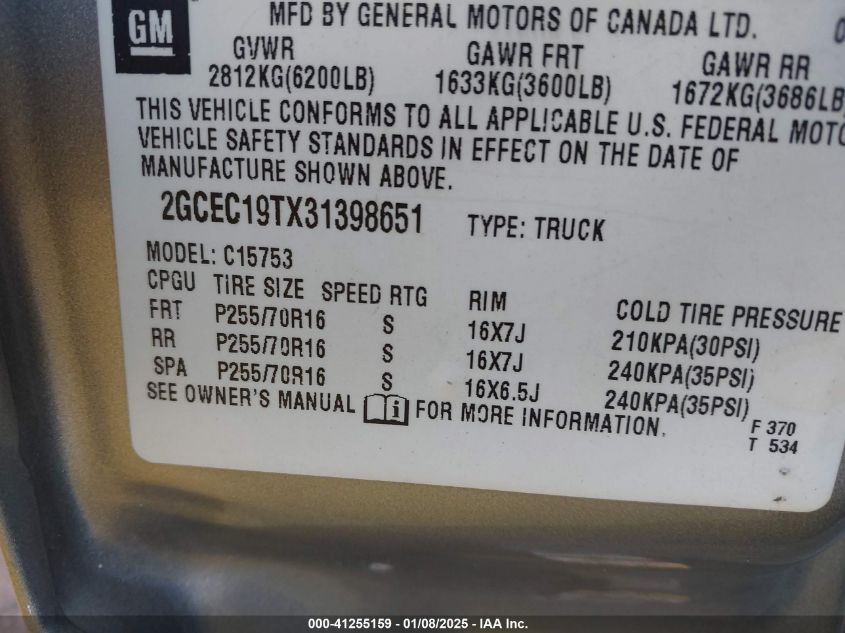 GM
MFD BY GENERAL MOTORS OF CANADA LTD.
GVWR GAWR FRT GAWR RR
2812KG(6200LB) 1633KG(3600LB) 1672KG(3686LB)
THIS VEHICLE CONFORMS TO ALL APPLICABLE U.S. FEDERAL MOTO
VEHICLE SAFETY STANDARDS IN EFFECT ON THE DATE OF
MANUFACTURE SHOWN ABOVE.
2GCEC19TX31398651 TYPE: TRUCK
MODEL: C15753
CPGU TIRE SIZE SPEED RTG RIM COLD TIRE PRESSURE
FRT P255/70R16 S 16X7J 210KPA(30PSI)
RR P255/70R16 S 16X7J 240KPA(35PSI)
SPA P255/70R16 S 16X6.5J 240KPA(35PSI)
SEE OWNER'S MANUAL i FOR MORE INFORMATION.
F 370
T 534
000-41255159 - 01/08/2025 - IAA Inc.